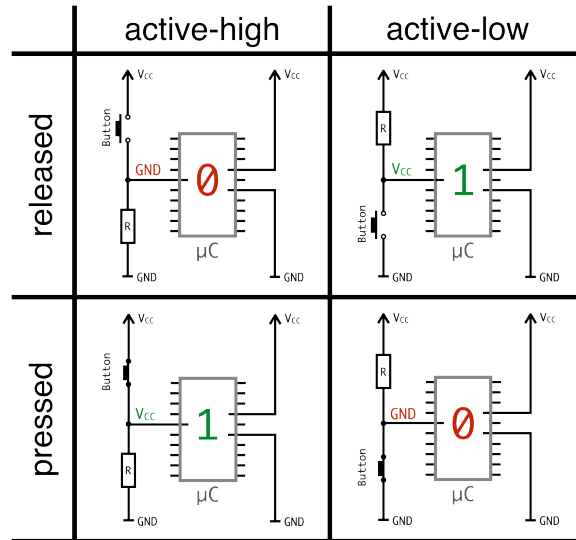 active-high active-low
released
VCC VCC
Button
GND
0
R
µC
GND GND
VCC VCC
R
VCC
1
Button
µC
GND GND
pressed
VCC VCC
Button
VCC
1
R
µC
GND GND
VCC VCC
R
GND
0
Button
µC
GND GND